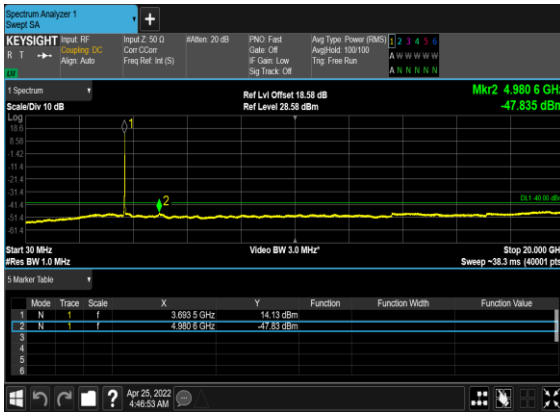 Spectrum Analyzer 1
Swept SA
+
KEYSIGHT Input: RF Input Z: 50 Ω #Atten: 20 dB PNO: Fast Avg Type: Power (RMS) 1 2 3 4 5 6
R T Coupling: DC Corr CCorr Gate: Off Avg|Hold: 100/100 A W W W W W
Align: Auto Freq Ref: Int (S) IF Gain: Low Trig: Free Run
LXI Sig Track: Off A N N N N N
1 Spectrum Ref Lvl Offset 18.58 dB Mkr2 4.980 6 GHz
Scale/Div 10 dB Ref Level 28.58 dBm -47.835 dBm
Log
18.6
1
8.58
-1.42
-11.4
-21.4
-31.4
2 DL1 -40.00 dBm
-41.4
-51.4
-61.4
Start 30 MHz Video BW 3.0 MHz* Stop 20.000 GHz
#Res BW 1.0 MHz Sweep ~38.3 ms (40001 pts)
5 Marker Table
Mode Trace Scale X Y Function Function Width Function Value
1 N 1 f 3.693 5 GHz 14.13 dBm
2 N 1 f 4.980 6 GHz -47.83 dBm
3
4
5
6
? Apr 25, 2022
4:46:53 AM